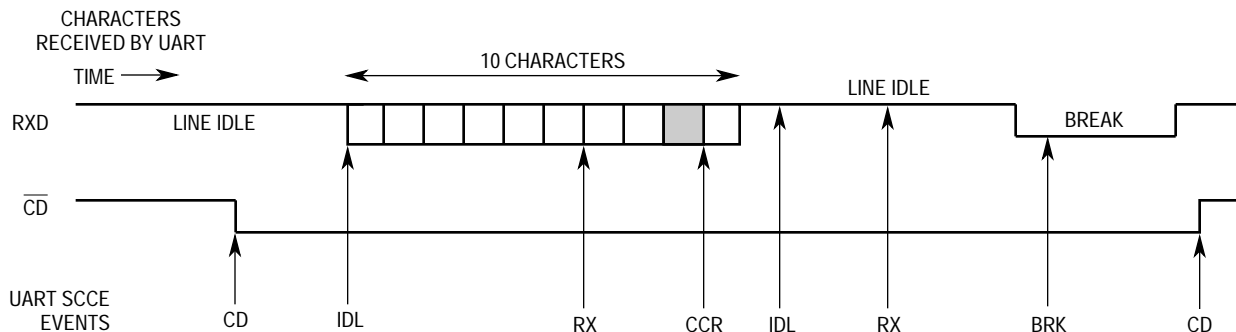 CHARACTERS
RECEIVED BY UART
TIME
10 CHARACTERS
RXD
LINE IDLE
LINE IDLE
BREAK
CD
UART SCCE
EVENTS
CD
IDL
RX
CCR
IDL
RX
BRK
CD